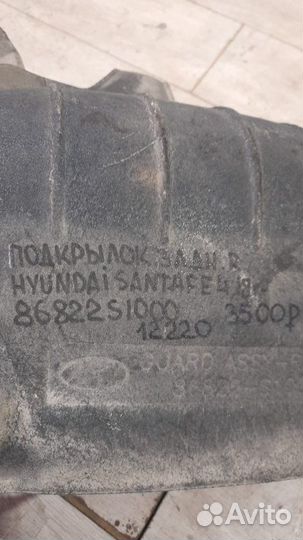 ПОДКРЫЛОК ЗАДН. R
HYUNDAI SANTAFE 4
86822S1000
12220 3500р
GUARD ASSY-
Avito